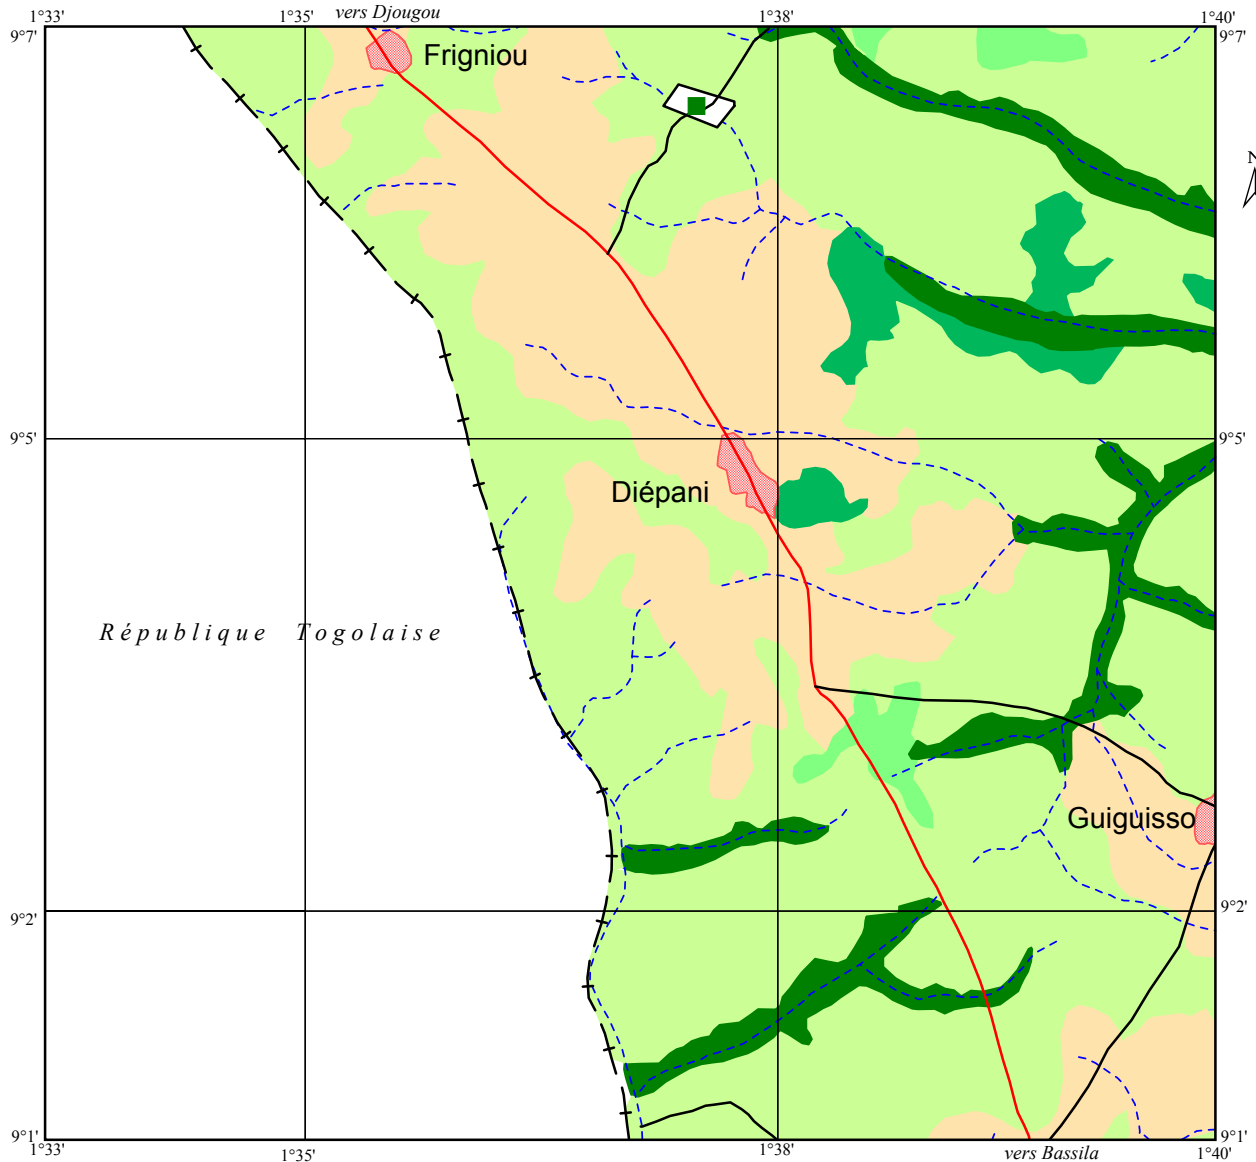 1°33' 1°35' vers Djougou 1°38' 1°40'
9°7' 9°7'
Frigniou
N
9°5' 9°5'
Diépani
République Togolaise
Guiguisso
9°2' 9°2'
9°1' 9°1'
1°33' 1°35' 1°38' vers Bassila 1°40'